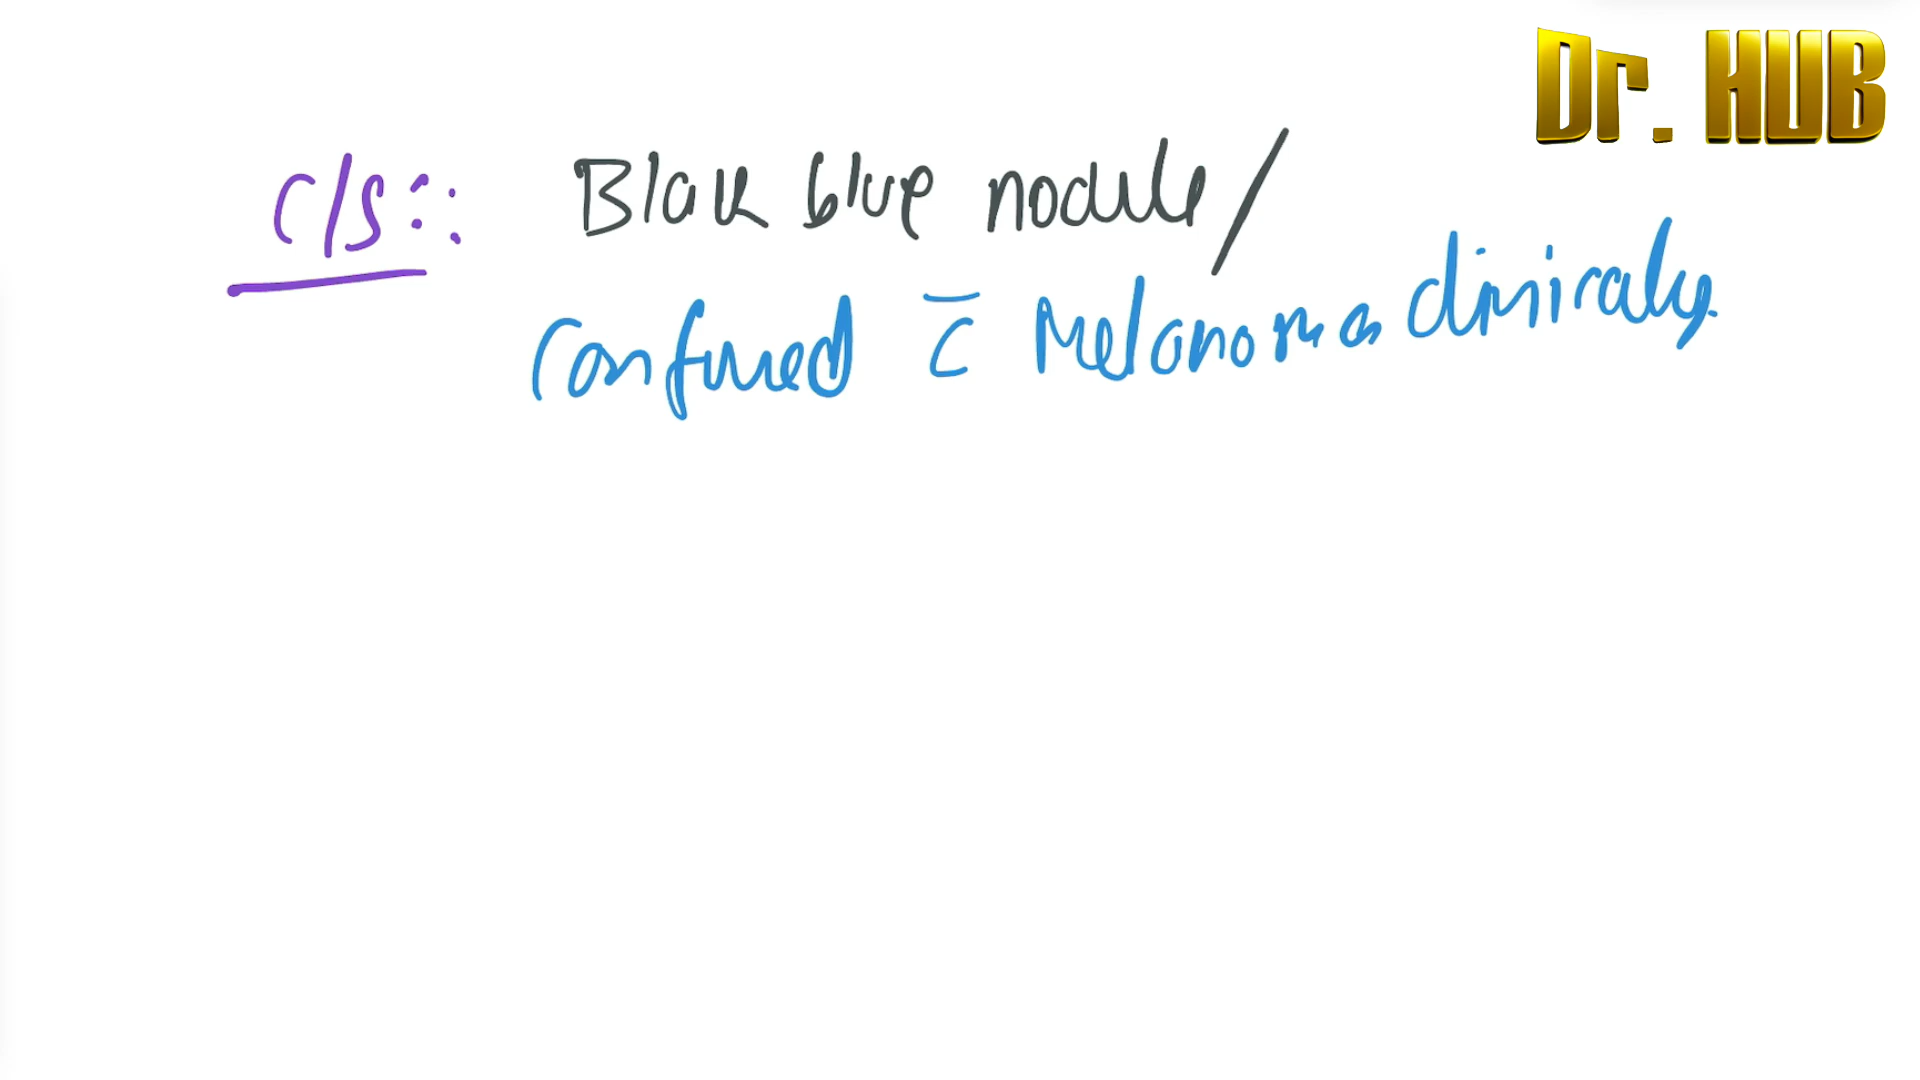 Dr. HUB
C/S::  Black blue nodule/
Confused c̄ Melanoma clinically.